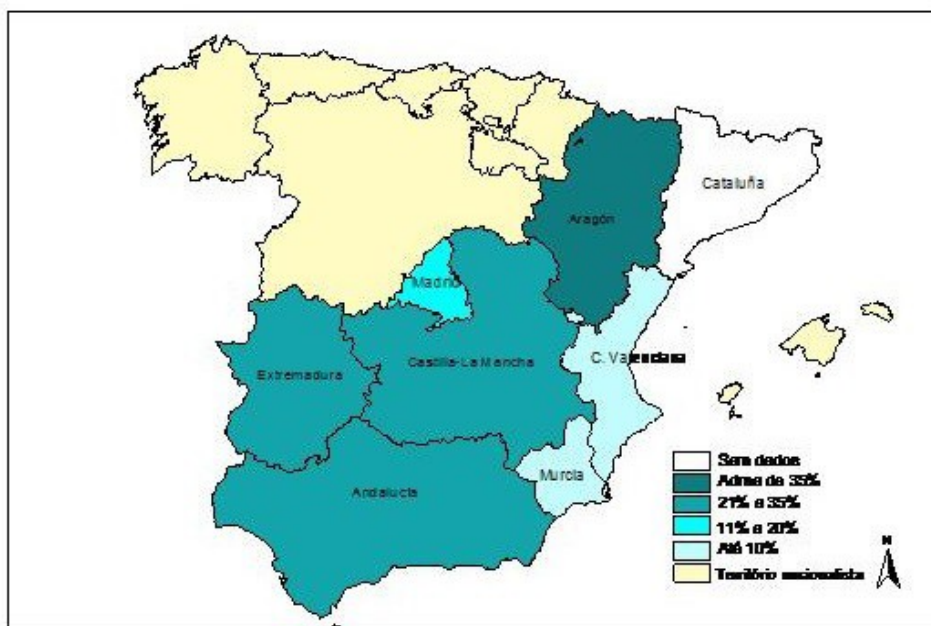 Cataluña
Aragón
Madrid
C. Valenciana
Castilla-La Mancha
Extremadura
Murcia
Andalucía
Sem dados
Acima de 35%
21% a 35%
11% a 20%
Até 10%
Território nacionalista
N